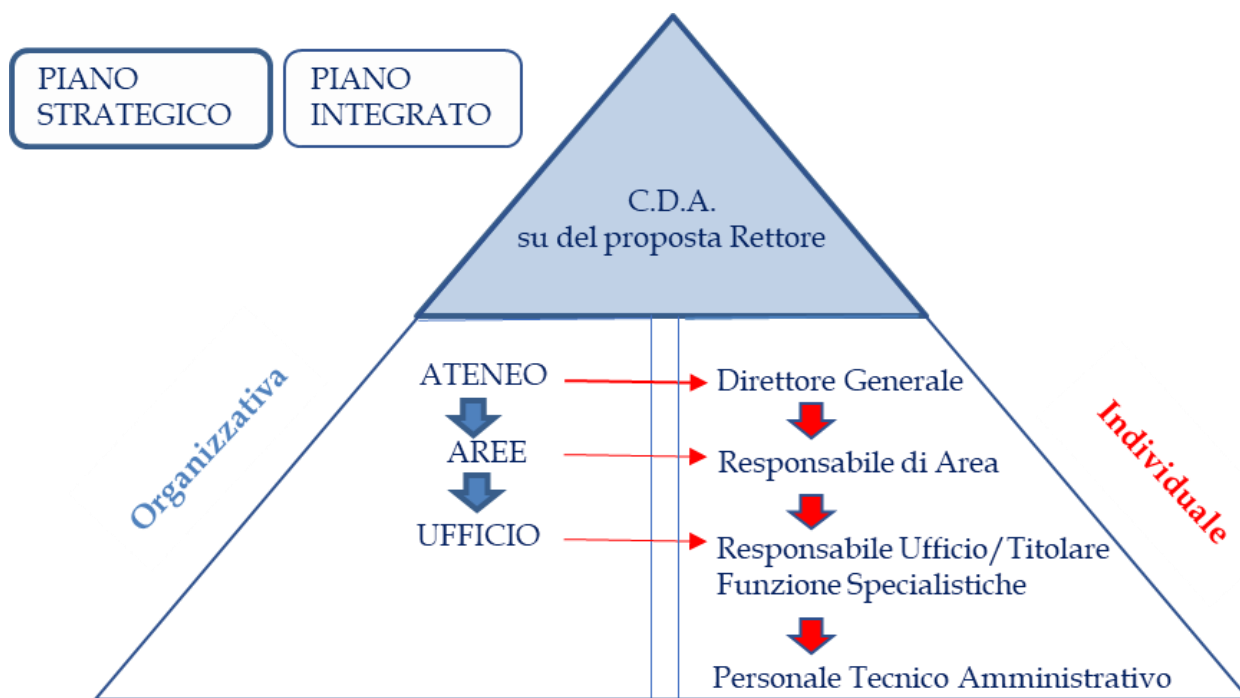 PIANO
STRATEGICO
PIANO
INTEGRATO
C.D.A.
su del proposta Rettore
Organizzativa
ATENEO
AREE
UFFICIO
Direttore Generale
Responsabile di Area
Responsabile Ufficio/Titolare
Funzione Specialistiche
Personale Tecnico Amministrativo
Individuale